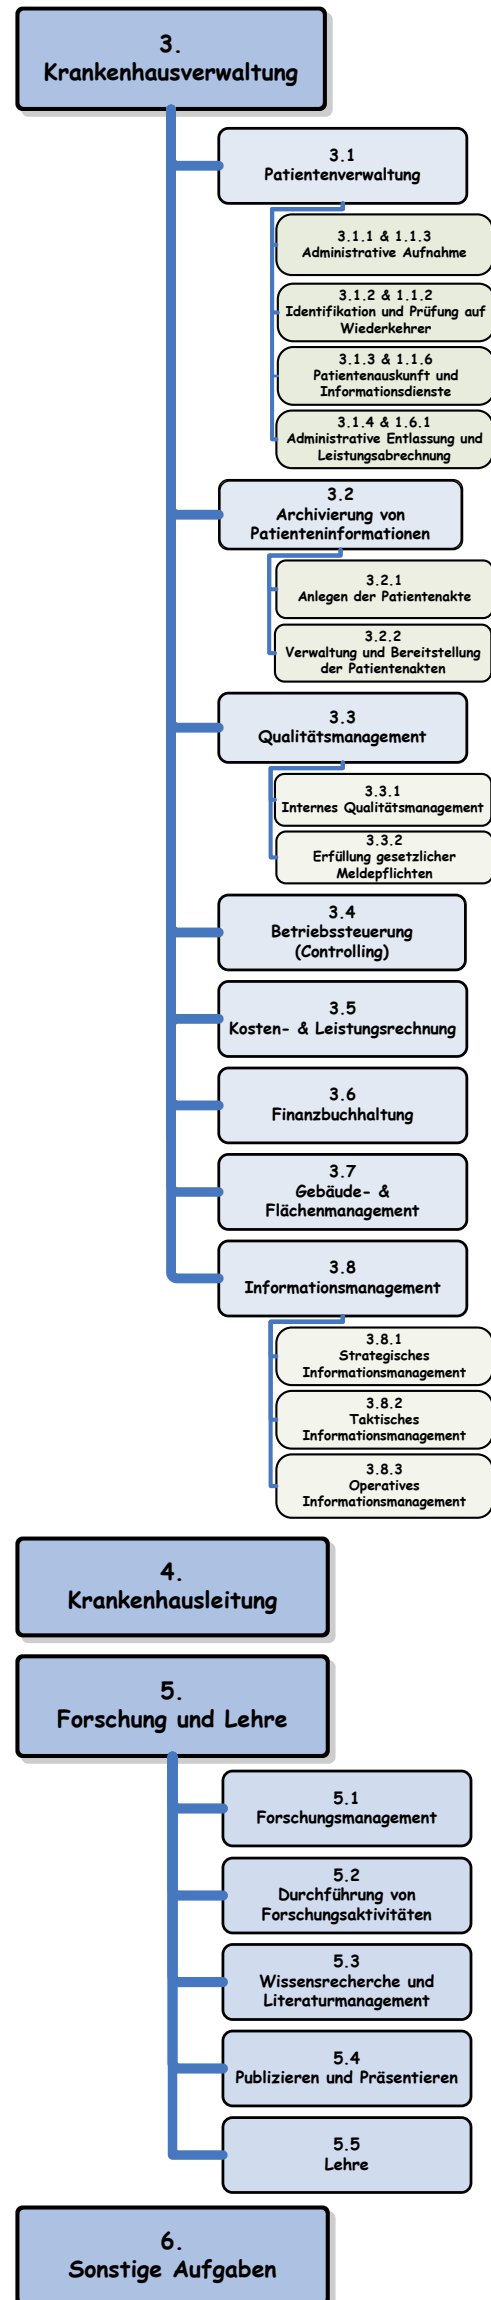 3.
Krankenhausverwaltung
3.1
Patientenverwaltung
3.1.1 & 1.1.3
Administrative Aufnahme
3.1.2 & 1.1.2
Identifikation und Prüfung auf
Wiederkehrer
3.1.3 & 1.1.6
Patientenauskunft und
Informationsdienste
3.1.4 & 1.6.1
Administrative Entlassung und
Leistungsabrechnung
3.2
Archivierung von
Patienteninformationen
3.2.1
Anlegen der Patientenakte
3.2.2
Verwaltung und Bereitstellung
der Patientenakten
3.3
Qualitätsmanagement
3.3.1
Internes Qualitätsmanagement
3.3.2
Erfüllung gesetzlicher
Meldepflichten
3.4
Betriebssteuerung
(Controlling)
3.5
Kosten- & Leistungsrechnung
3.6
Finanzbuchhaltung
3.7
Gebäude- &
Flächenmanagement
3.8
Informationsmanagement
3.8.1
Strategisches
Informationsmanagement
3.8.2
Taktisches
Informationsmanagement
3.8.3
Operatives
Informationsmanagement
4.
Krankenhausleitung
5.
Forschung und Lehre
5.1
Forschungsmanagement
5.2
Durchführung von
Forschungsaktivitäten
5.3
Wissensrecherche und
Literaturmanagement
5.4
Publizieren und Präsentieren
5.5
Lehre
6.
Sonstige Aufgaben